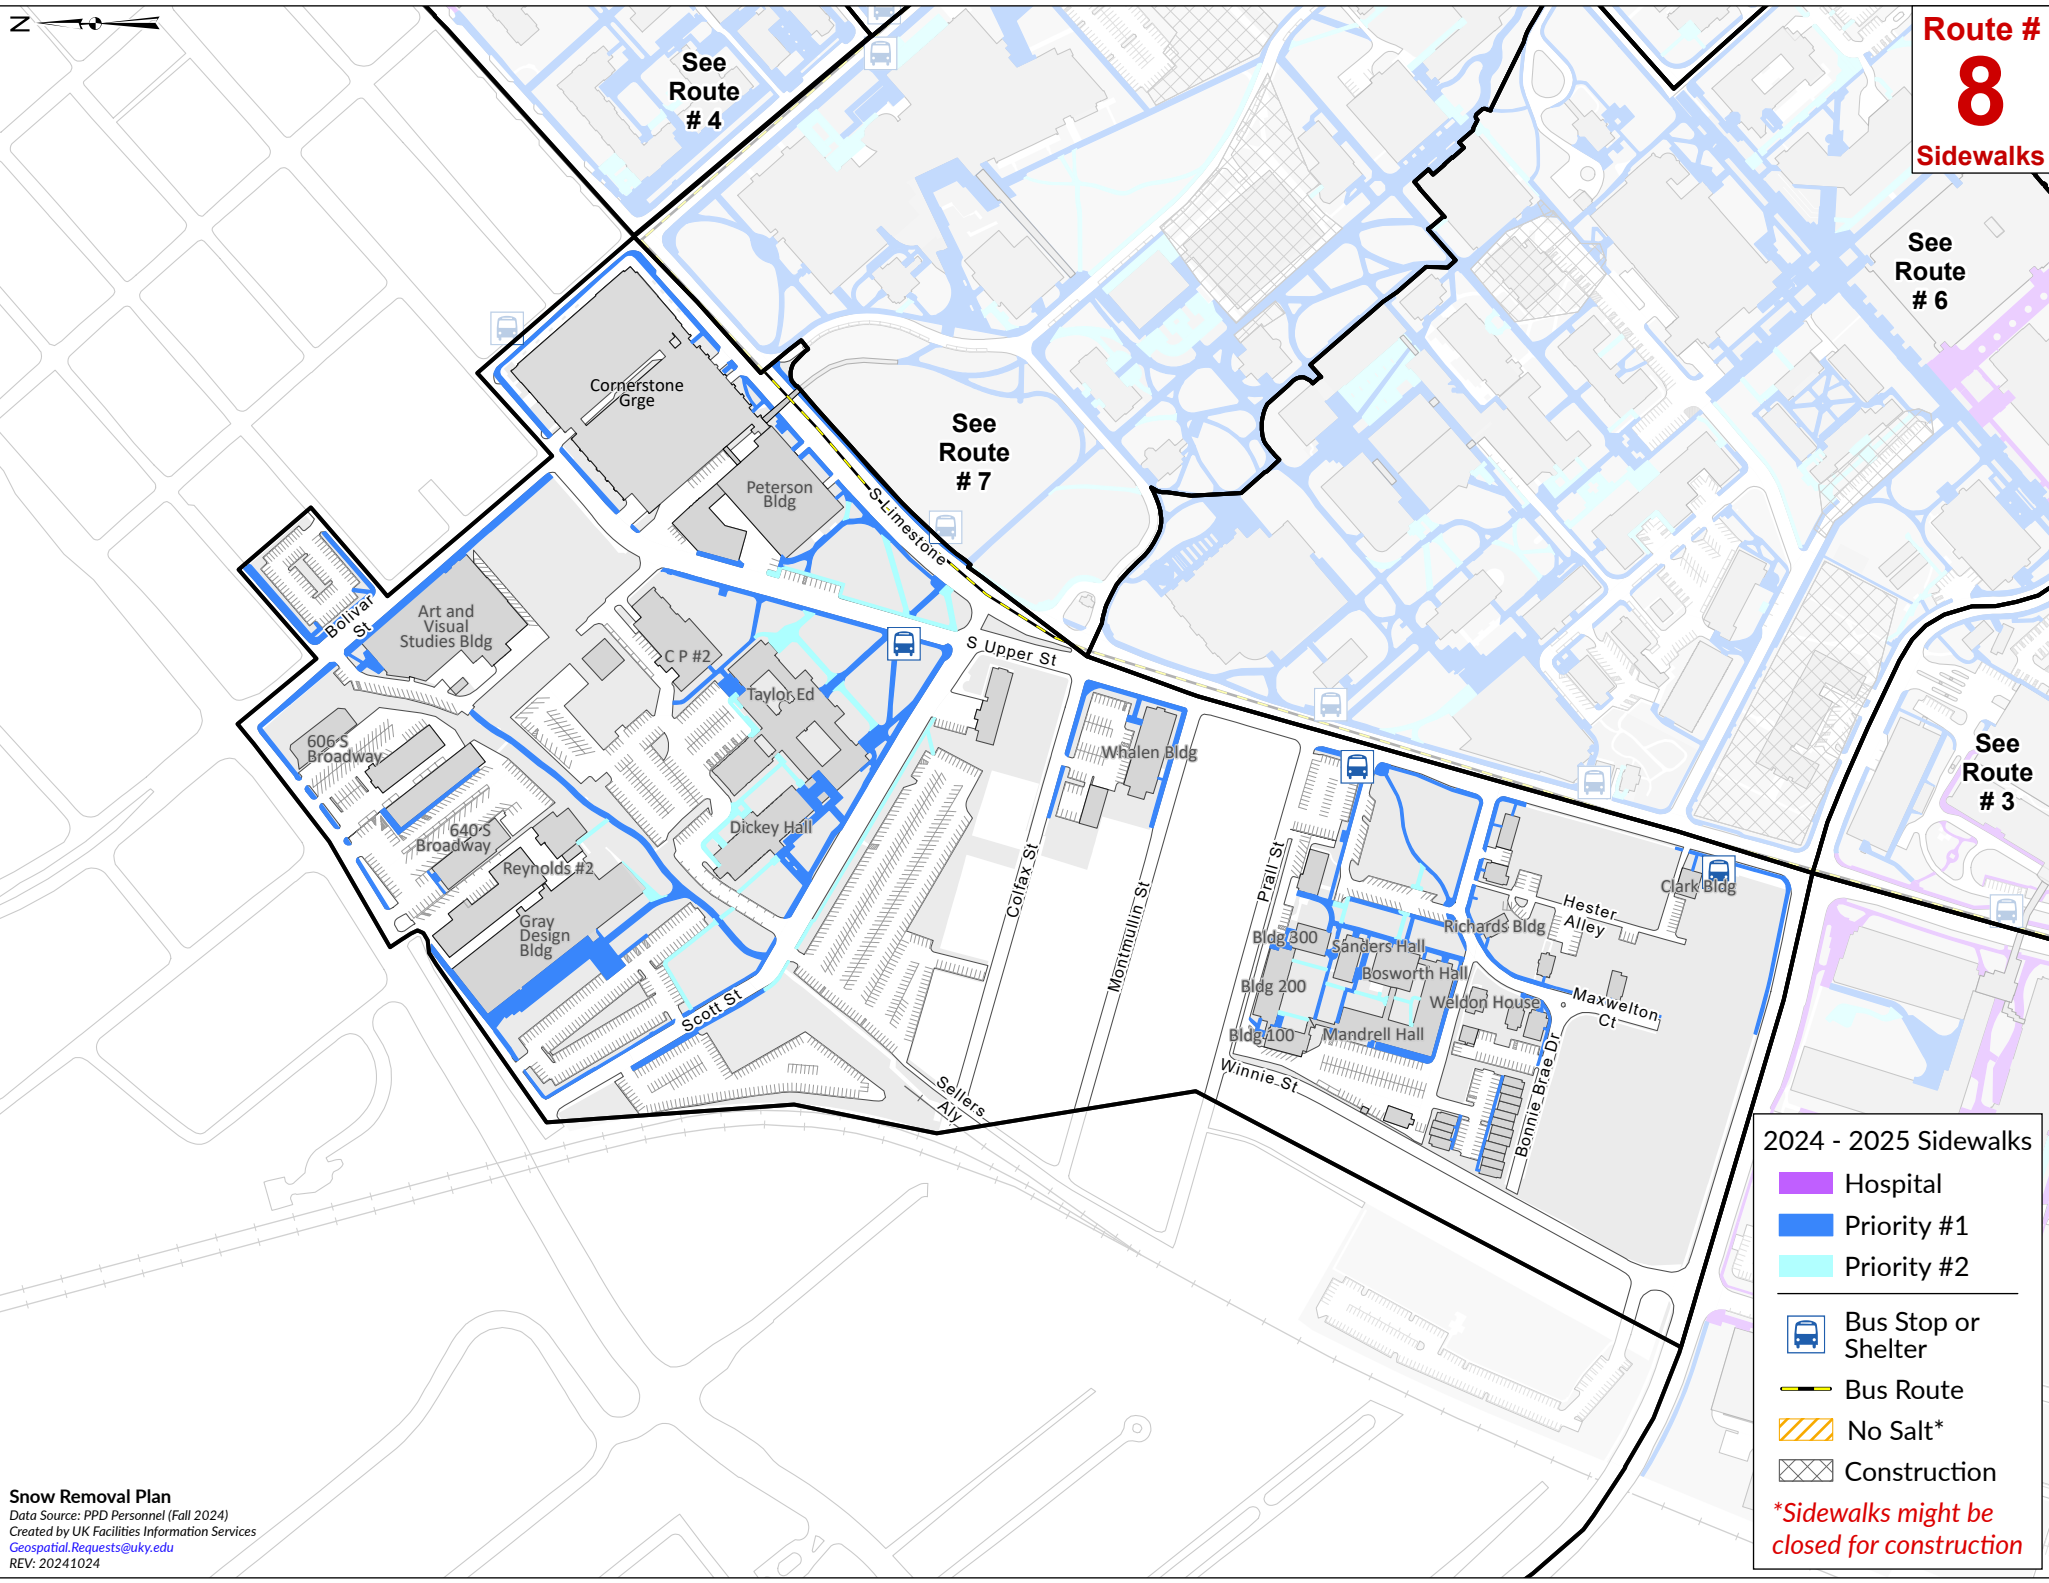 N
Route #
8
Sidewalks
See
Route
# 4
See
Route
# 6
See
Route
# 7
See
Route
# 3
Cornerstone
Grge
Peterson
Bldg
S Limestone
Bolivar
St
Art and
Visual
Studies Bldg
C P #2
Taylor Ed
S Upper St
606 S
Broadway
Whalen Bldg
640 S
Broadway
Dickey Hall
Reynolds #2
Gray
Design
Bldg
Scott St
Colfax St
Montmullin St
Prall St
Clark Bldg
Hester
Alley
Richards Bldg
Bldg 300
Sanders Hall
Bosworth Hall
Bldg 200
Weldon House
Maxwelton
Ct
Bldg 100
Mandrell Hall
Winnie St
Bonnie Brae Dr
Sellers
Aly
2024 - 2025 Sidewalks
Hospital
Priority #1
Priority #2
Bus Stop or
Shelter
Bus Route
No Salt*
Construction
*Sidewalks might be
closed for construction
Snow Removal Plan
Data Source: PPD Personnel (Fall 2024)
Created by UK Facilities Information Services
Geospatial.Requests@uky.edu
REV: 20241024